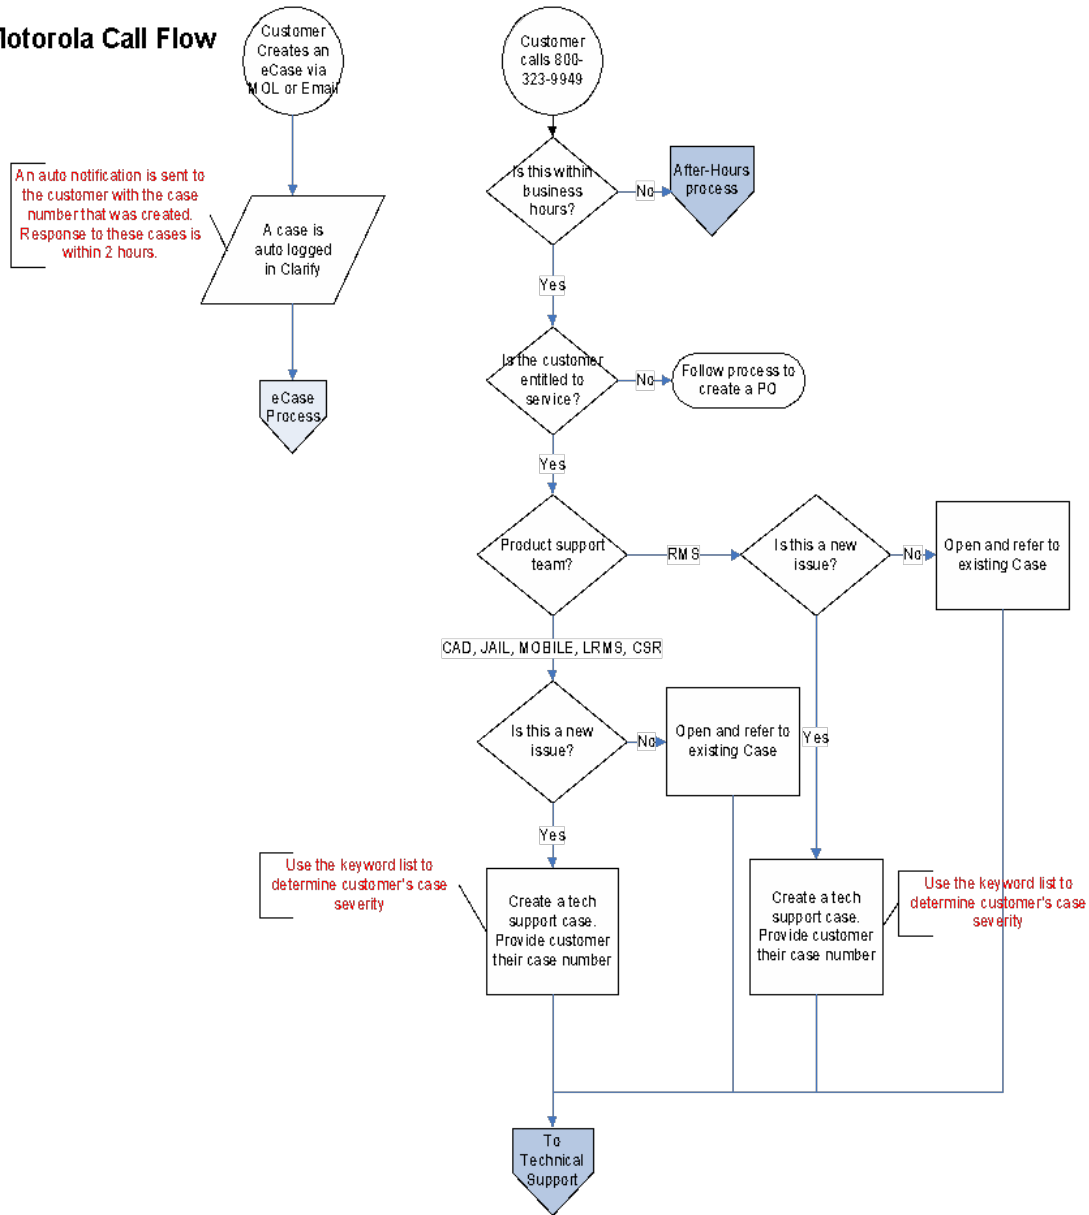 Motorola Call Flow
Customer
Creates an
eCase via
MOL or Email
An auto notification is sent to
the customer with the case
number that was created.
Response to these cases is
within 2 hours.
A case is
auto logged
in Clarify
eCase
Process
Customer
calls 800-
323-9949
Is this within
business
hours?
No
After-Hours
process
Yes
Is the customer
entitled to
service?
No
Follow process to
create a PO
Yes
Product support
team?
RMS
Is this a new
issue?
No
Open and refer to
existing Case
CAD, JAIL, MOBILE, LRMS, CSR
Is this a new
issue?
No
Open and refer to
existing Case
Yes
Yes
Use the keyword list to
determine customer's case
severity
Create a tech
support case.
Provide customer
their case number
Create a tech
support case.
Provide customer
their case number
Use the keyword list to
determine customer's case
severity
To
Technical
Support